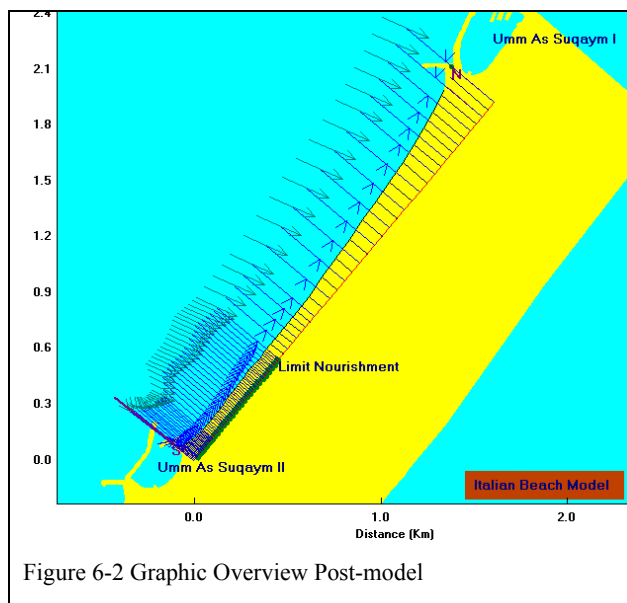 2.4
Umm As Suqaym I
2.1
N
1.8
1.5
1.2
0.9
0.6
Limit Nourishment
0.3
S
0.0
Umm As Suqaym II
Italian Beach Model
0.0 1.0 2.0
Distance (Km)
Figure 6-2 Graphic Overview Post-model